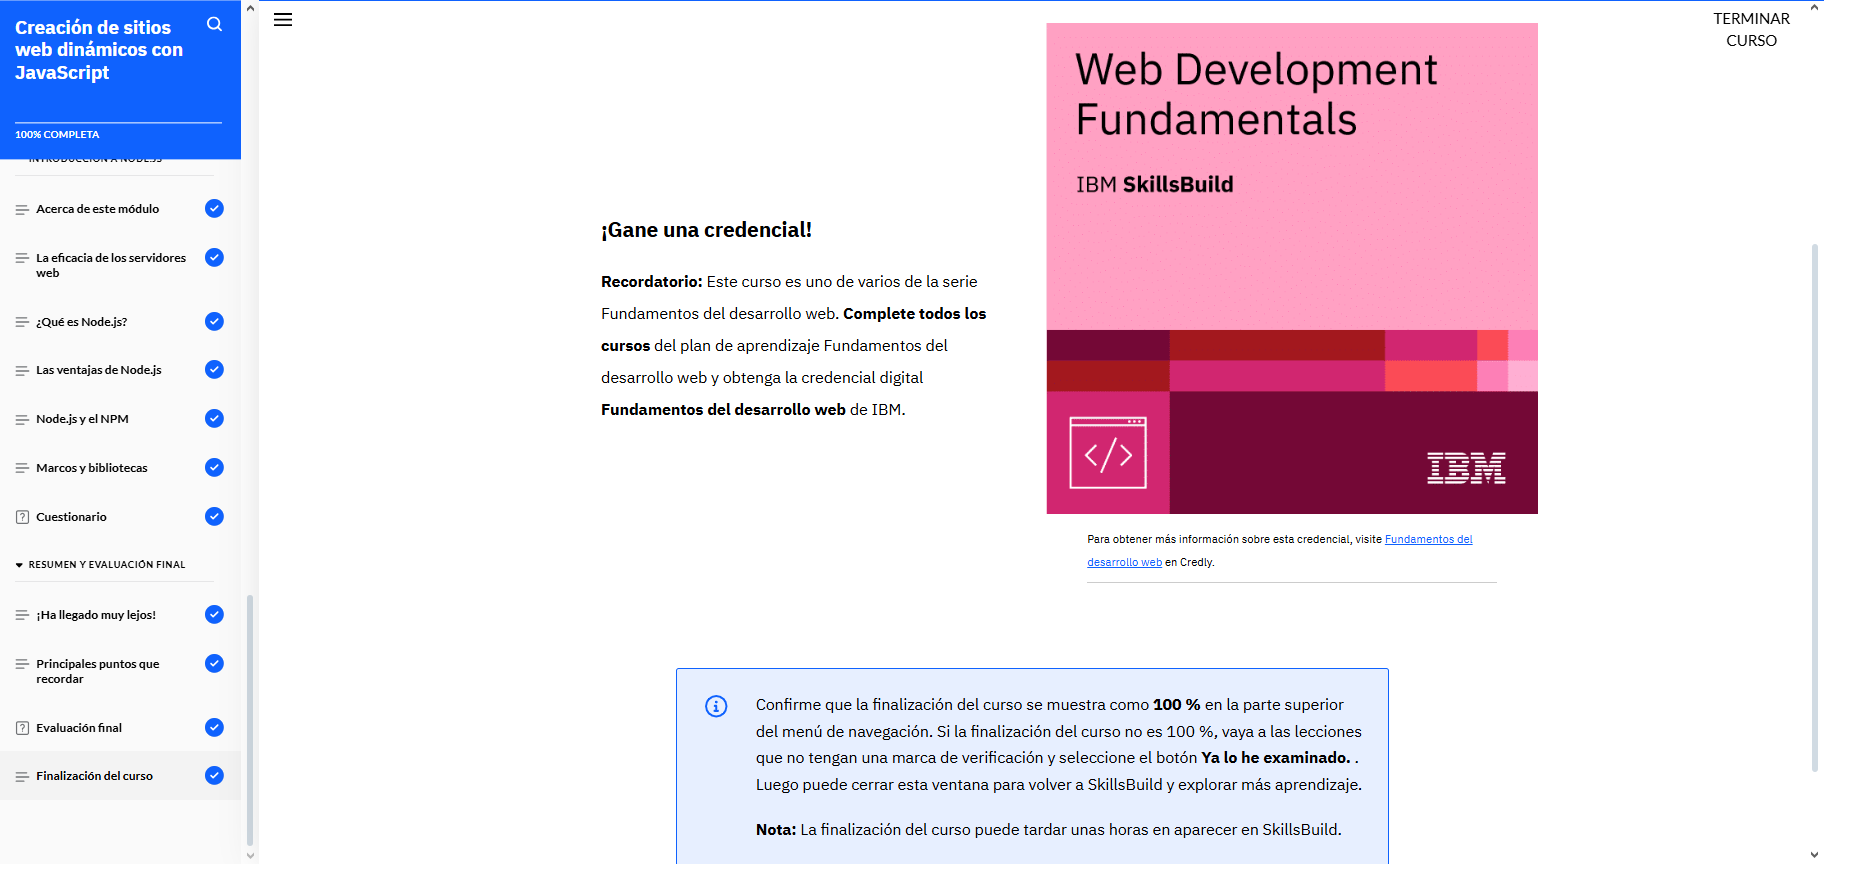 Creación de sitios
web dinámicos con
JavaScript
100% COMPLETA
INTRODUCCIÓN A NODE.JS
Acerca de este módulo
La eficacia de los servidores
web
¿Qué es Node.js?
Las ventajas de Node.js
Node.js y el NPM
Marcos y bibliotecas
Cuestionario
RESUMEN Y EVALUACIÓN FINAL
¡Ha llegado muy lejos!
Principales puntos que
recordar
Evaluación final
Finalización del curso
TERMINAR
CURSO
¡Gane una credencial!
Recordatorio: Este curso es uno de varios de la serie
Fundamentos del desarrollo web. Complete todos los
cursos del plan de aprendizaje Fundamentos del
desarrollo web y obtenga la credencial digital
Fundamentos del desarrollo web de IBM.
Web Development
Fundamentals
IBM SkillsBuild
</>
IBM
Para obtener más información sobre esta credencial, visite Fundamentos del
desarrollo web en Credly.
Confirme que la finalización del curso se muestra como 100 % en la parte superior
del menú de navegación. Si la finalización del curso no es 100 %, vaya a las lecciones
que no tengan una marca de verificación y seleccione el botón Ya lo he examinado. .
Luego puede cerrar esta ventana para volver a SkillsBuild y explorar más aprendizaje.
Nota: La finalización del curso puede tardar unas horas en aparecer en SkillsBuild.